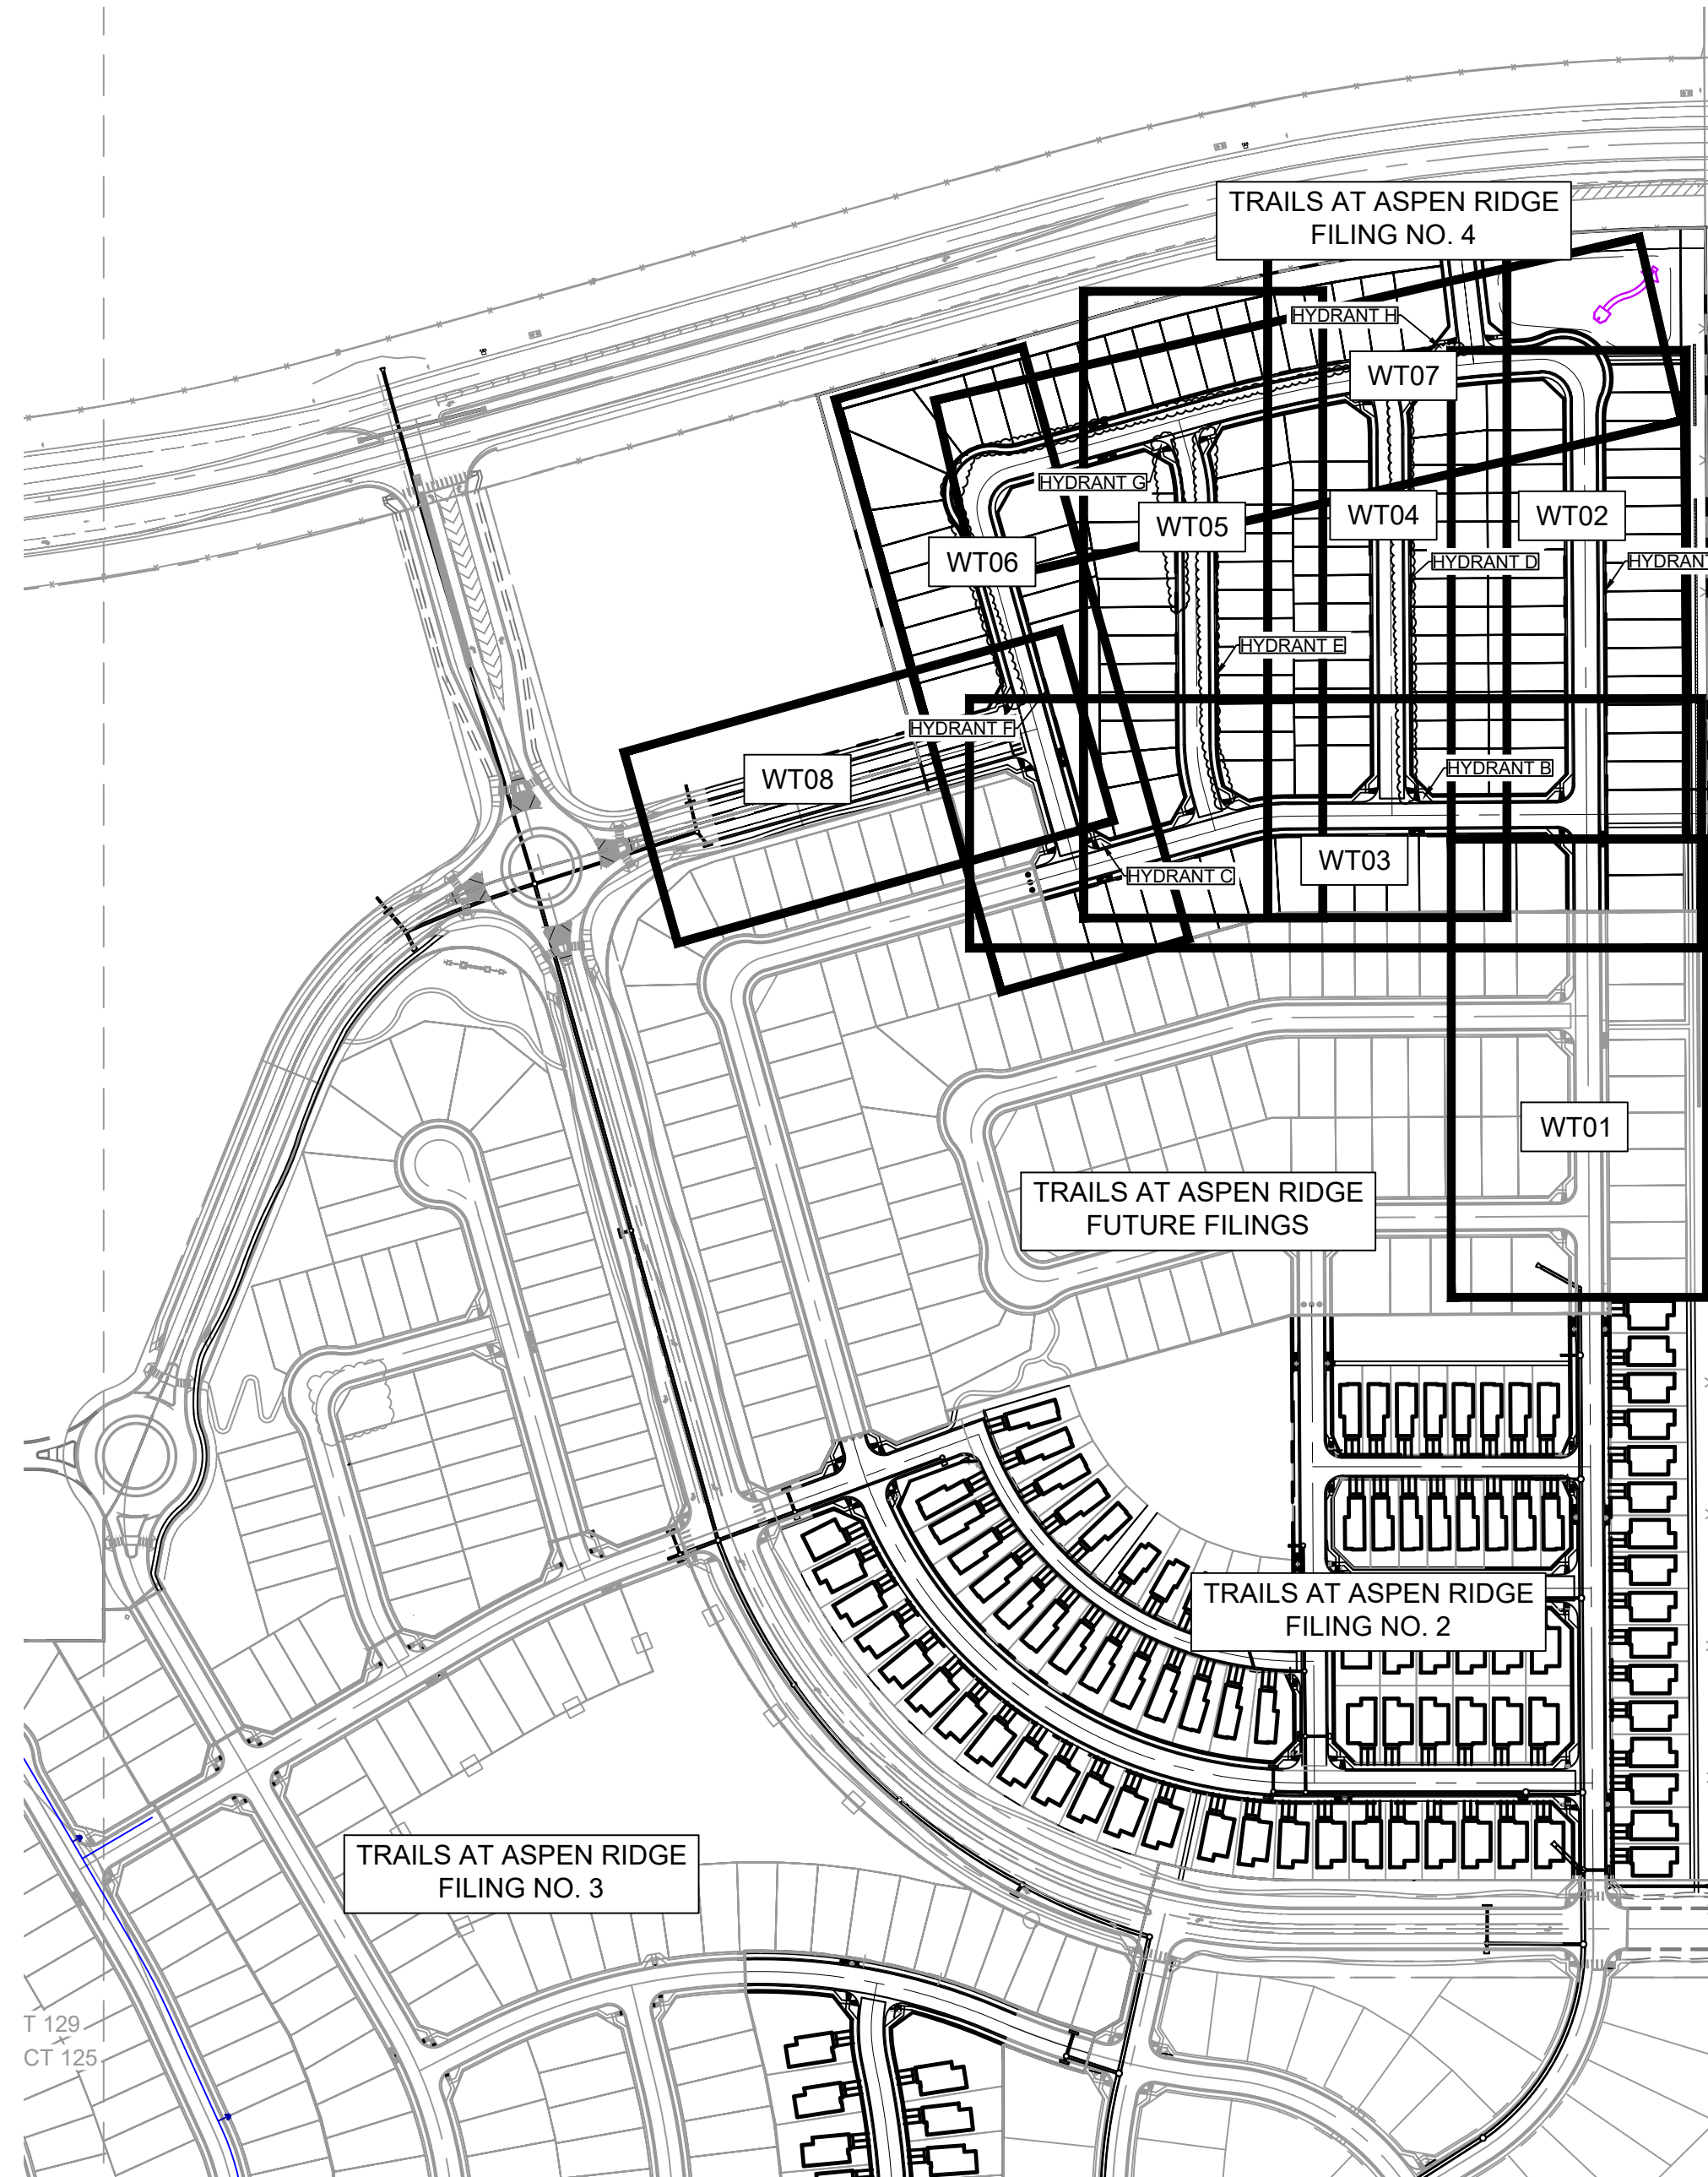 TRAILS AT ASPEN RIDGE
FILING NO. 4
HYDRANT H
WT07
HYDRANT G
WT05
WT04
WT02
WT06
HYDRANT D
HYDRANT
HYDRANT E
HYDRANT F
WT08
HYDRANT B
WT03
HYDRANT C
WT01
TRAILS AT ASPEN RIDGE
FUTURE FILINGS
TRAILS AT ASPEN RIDGE
FILING NO. 2
TRAILS AT ASPEN RIDGE
FILING NO. 3
T 129
CT 125